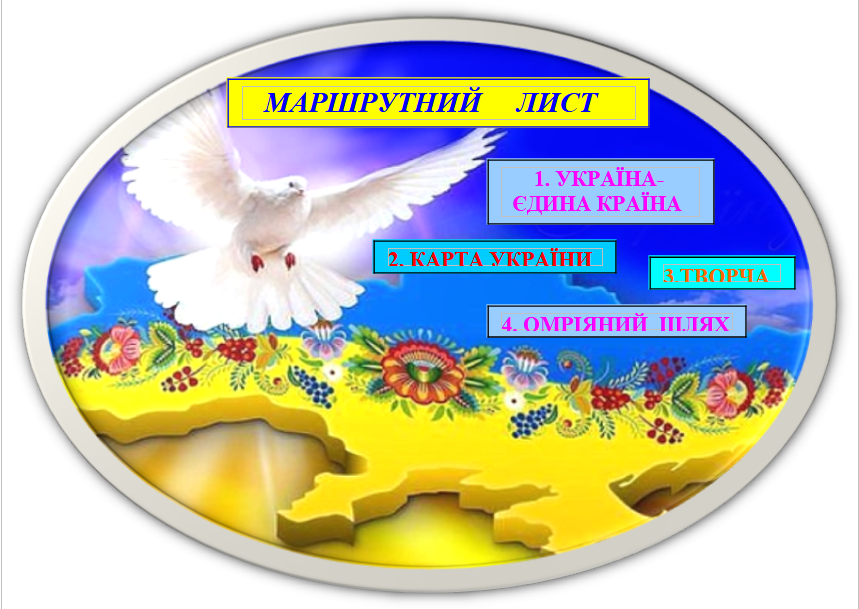 МАРШРУТНИЙ ЛИСТ
1. УКРАЇНА-
ЄДИНА КРАЇНА
2. КАРТА УКРАЇНИ
3.ТВОРЧА
4. ОМРІЯНИЙ ШЛЯХ